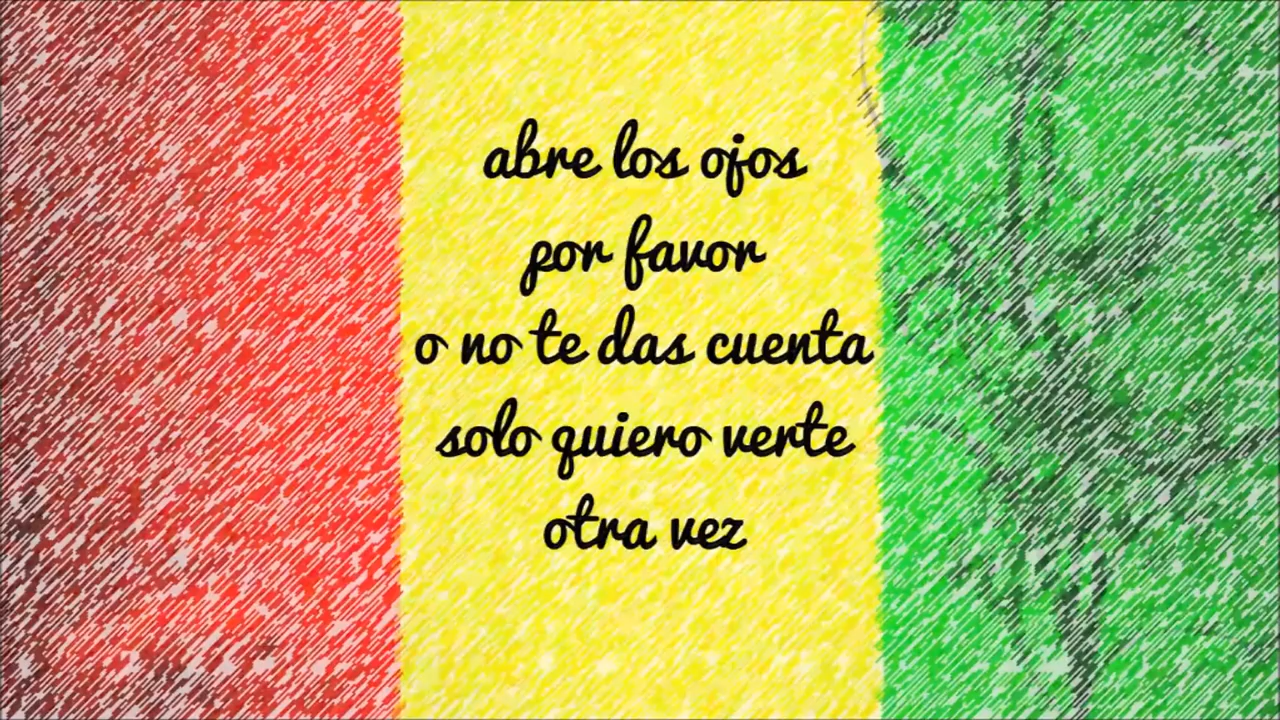 abre los ojos
por favor
o no te das cuenta
solo quiero verte
otra vez